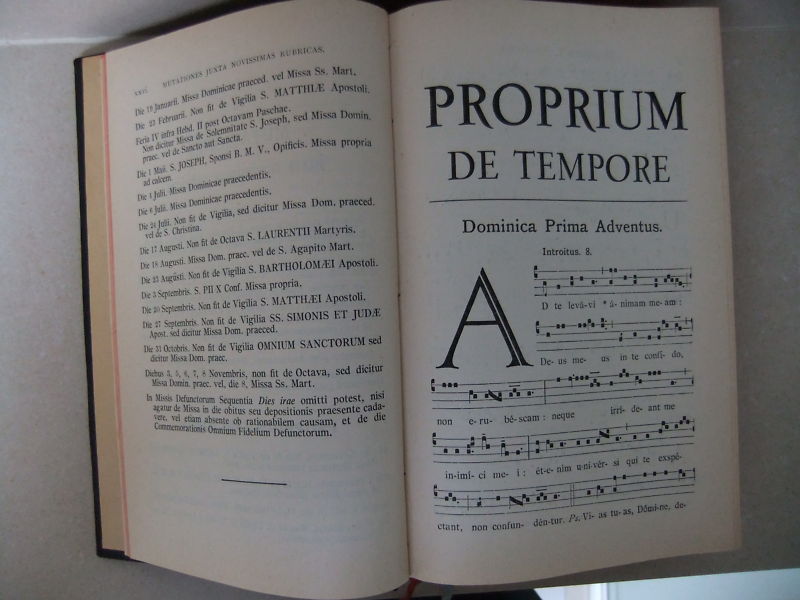 xxvi. MUTATIONES JUXTA NOVISSIMAS RUBRICAS.
Die 19 Januarii. Missa Dominicae praeced. vel Missa Ss. Mart.
Die 23 Februarii. Non fit de Vigilia S. MATTHIÆ Apostoli.
Feria IV infra Hebd. II post Octavam Paschae.
Non dicitur Missa de Solemnitate S. Joseph, sed Missa Domin.
praec. vel de Sancto aut Sancta.
Die 1 Maii. S. JOSEPH, Sponsi B. M. V., Opificis. Missa propria
ad calcem.
Die 4 Julii. Missa Dominicae praecedentis.
Die 6 Julii. Missa Dominicae praecedentis.
Die 24 Julii. Non fit de Vigilia, sed dicitur Missa Dom. praeced.
vel de S. Christina.
Die 17 Augusti. Non fit de Octava S. LAURENTII Martyris.
Die 18 Augusti. Missa Dom. praec. vel de S. Agapito Mart.
Die 23 Augusti. Non fit de Vigilia S. BARTHOLOMÆI Apostoli.
Die 3 Septembris. S. PII X Conf. Missa propria.
Die 20 Septembris. Non fit de Vigilia S. MATTHÆI Apostoli.
Die 27 Septembris. Non fit de Vigilia SS. SIMONIS ET JUDÆ
Apost. sed dicitur Missa Dom. praeced.
Die 31 Octobris. Non fit de Vigilia OMNIUM SANCTORUM sed
dicitur Missa Dom. praec.
Diebus 3, 5, 6, 7, 8 Novembris, non fit de Octava, sed dicitur
Missa Domin. praec. vel, die 8, Missa Ss. Mart.
In Missis Defunctorum Sequentia Dies irae omitti potest, nisi
agatur de Missa in die obitus seu depositionis praesente cada-
vere, vel etiam absente ob rationabilem causam, et de die
Commemorationis Omnium Fidelium Defunctorum.
PROPRIUM
DE TEMPORE
Dominica Prima Adventus.
Introitus. 8.
A
D te levávi * ánimam me-am :
De-us me- us in te confí-do,
non e-ru- bé-scam : neque irrí- de-ant me
in-imí-ci me-i : ét-e-nim u-ni-vér-si qui te exspé-
ctant, non confun- dén-tur. Ps. Ví- as tu-as, Dómi-ne, de-